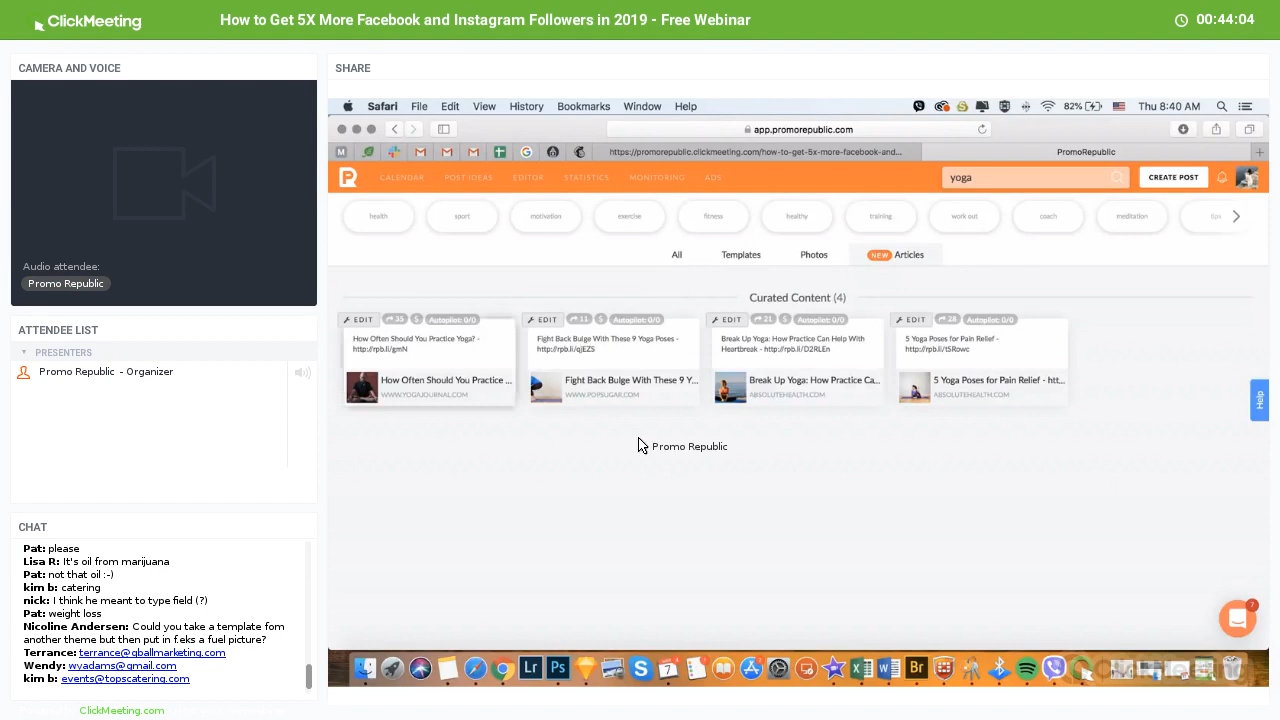 ClickMeeting
How to Get 5X More Facebook and Instagram Followers in 2019 - Free Webinar
00:44:04
CAMERA AND VOICE
Audio attendee:
Promo Republic
ATTENDEE LIST
PRESENTERS
Promo Republic - Organizer
CHAT
Pat: please
Lisa R: It's oil from marijuana
Pat: not that oil :-)
kim b: catering
nick: I think he meant to type field (?)
Pat: weight loss
Nicoline Andersen: Could you take a template fom
another theme but then put in f.eks a fuel picture?
Terrance: terrance@gballmarketing.com
Wendy: wyadams@gmail.com
kim b: events@topscatering.com
ClickMeeting.com
SHARE
Safari File Edit View History Bookmarks Window Help
82%
Thu 8:40 AM
app.promorepublic.com
https://promorepublic.clickmeeting.com/how-to-get-5x-more-facebook-and...
PromoRepublic
CALENDAR POST IDEAS EDITOR STATISTICS MONITORING ADS
yoga
CREATE POST
health sport motivation exercise fitness healthy training work out coach meditation
All Templates Photos NEW Articles
Curated Content (4)
EDIT 35 $ Autopilot: 0/0
How Often Should You Practice Yoga? -
http://rpb.li/gmN
How Often Should You Practice ...
WWW.YOGAJOURNAL.COM
EDIT 11 $ Autopilot: 0/0
Fight Back Bulge With These 9 Yoga Poses -
http://rpb.li/qjEZS
Fight Back Bulge With These 9 Y...
WWW.POPSUGAR.COM
EDIT 21 $ Autopilot: 0/0
Break Up Yoga: How Practice Can Help With
Heartbreak - http://rpb.li/D2RLEn
Break Up Yoga: How Practice Ca...
ABSOLUTEHEALTH.COM
EDIT 28 Autopilot: 0/0
5 Yoga Poses for Pain Relief -
http://rpb.li/tSRowc
5 Yoga Poses for Pain Relief - htt...
ABSOLUTEHEALTH.COM
Promo Republic
Help
7
Lr Ps 7 Br